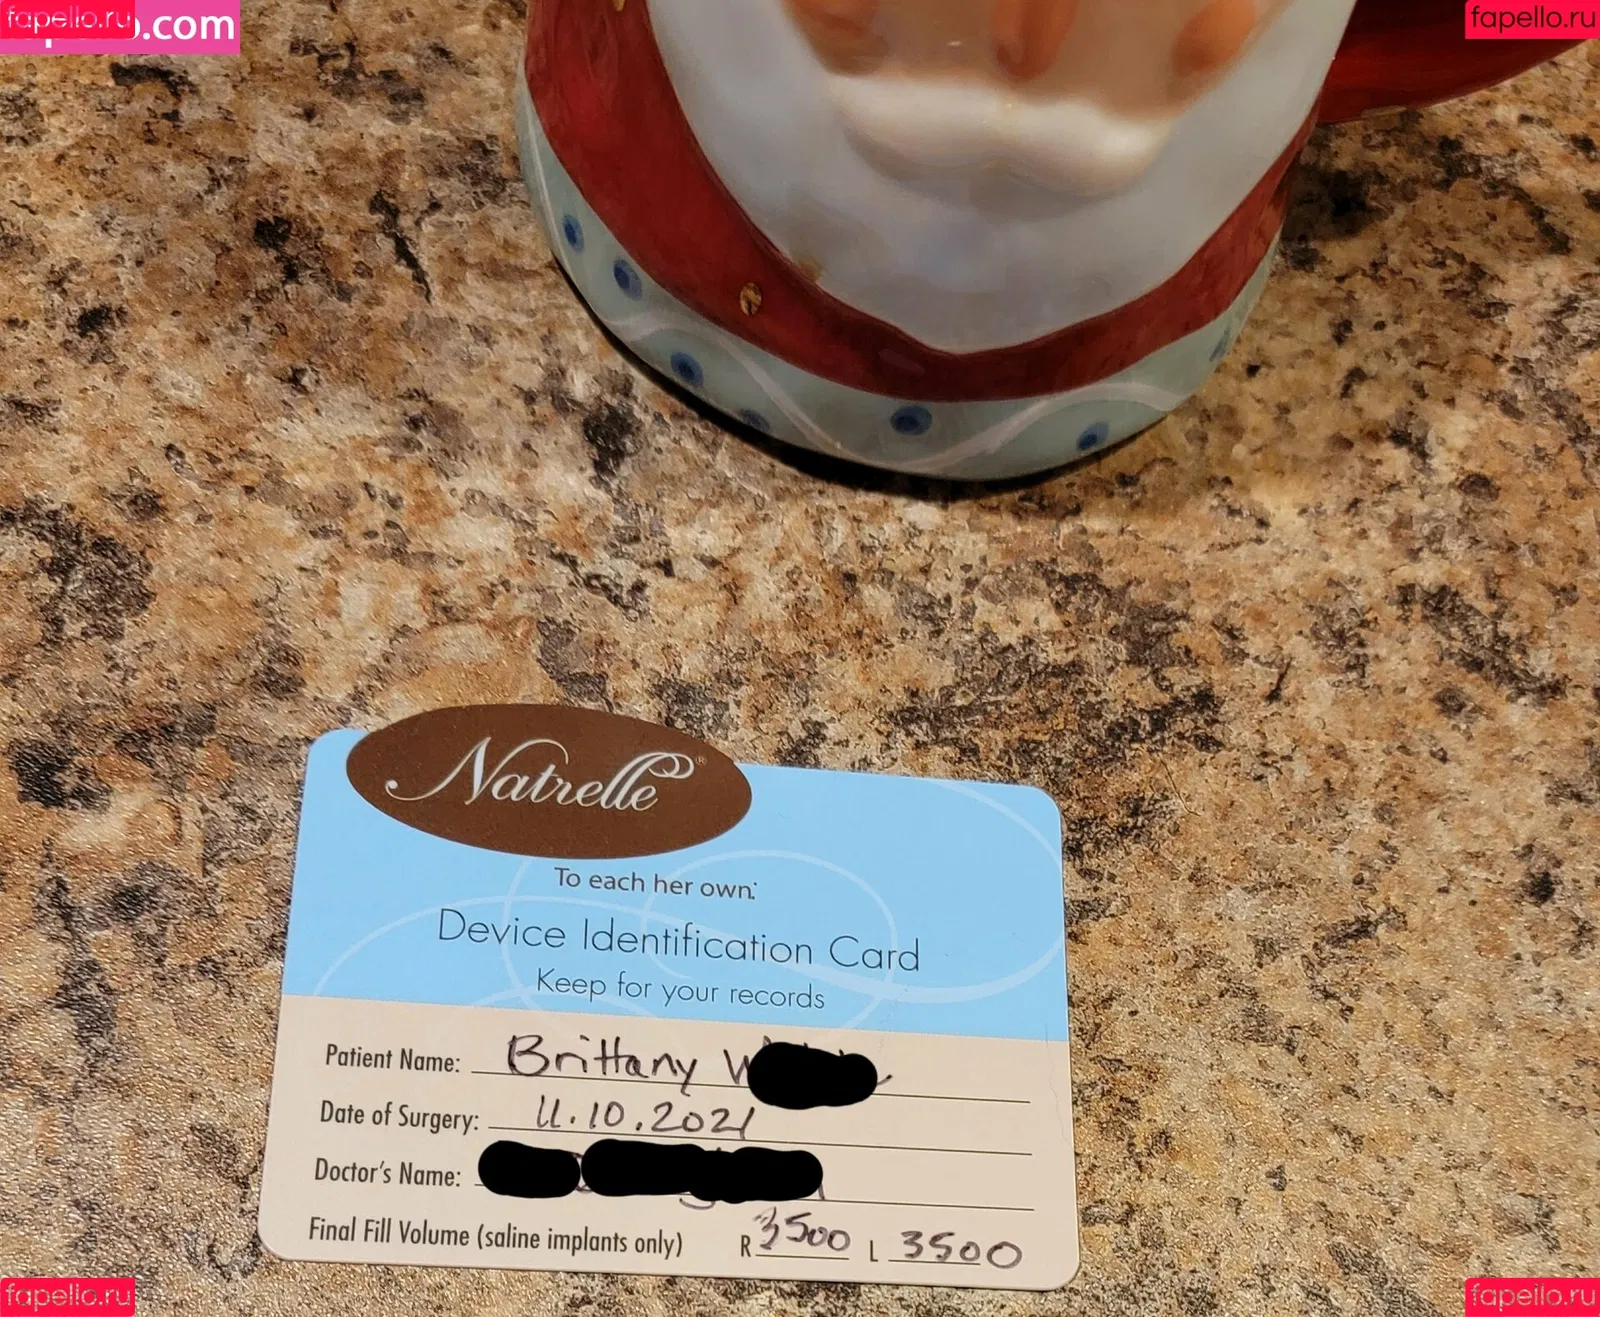 fapello.ru
.com
fapello.ru
Natrelle®
To each her own:
Device Identification Card
Keep for your records
Patient Name: Brittany
Date of Surgery: 11.10.2021
Doctor's Name:
Final Fill Volume (saline implants only) R 3500 L 3500
fapello.ru
fapello.ru